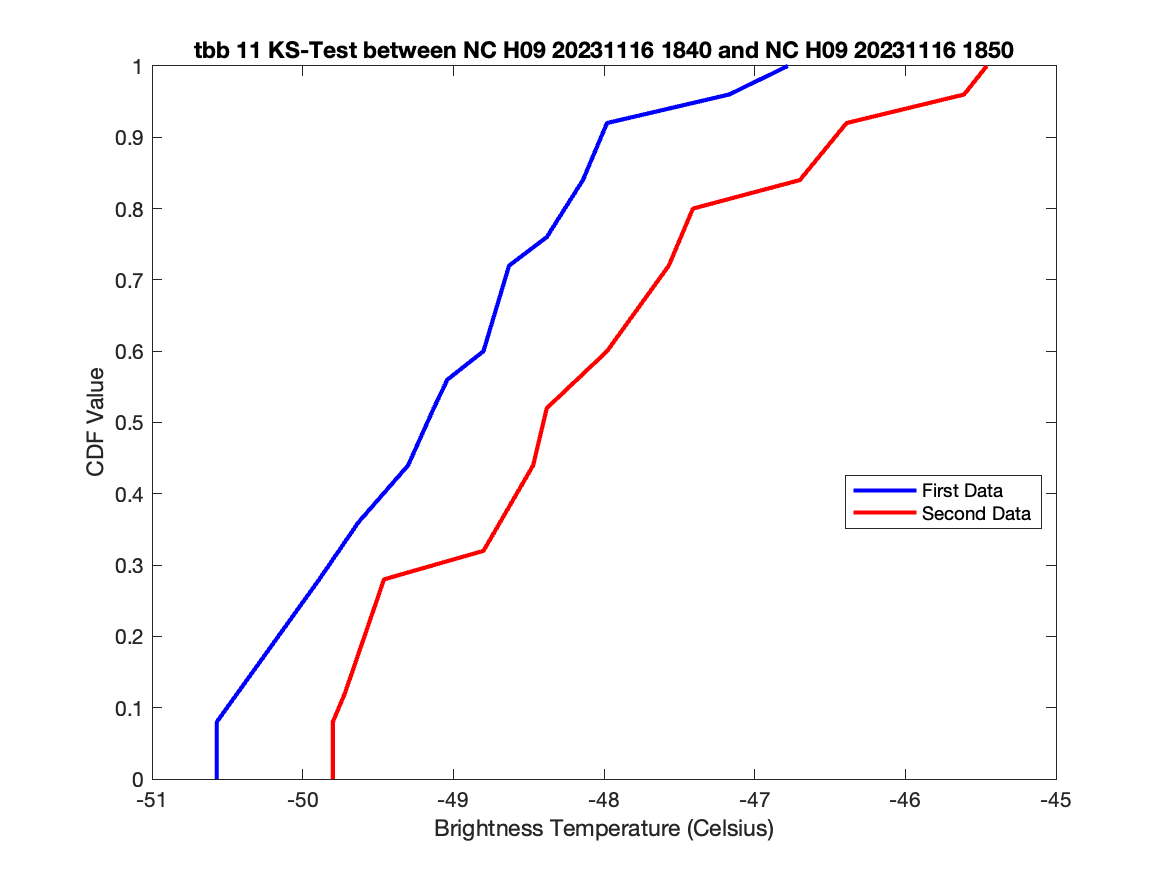 tbb 11 KS-Test between NC H09 20231116 1840 and NC H09 20231116 1850
1
0.9
0.8
0.7
0.6
0.5
0.4
0.3
0.2
0.1
0
CDF Value
First Data
Second Data
-51 -50 -49 -48 -47 -46 -45
Brightness Temperature (Celsius)